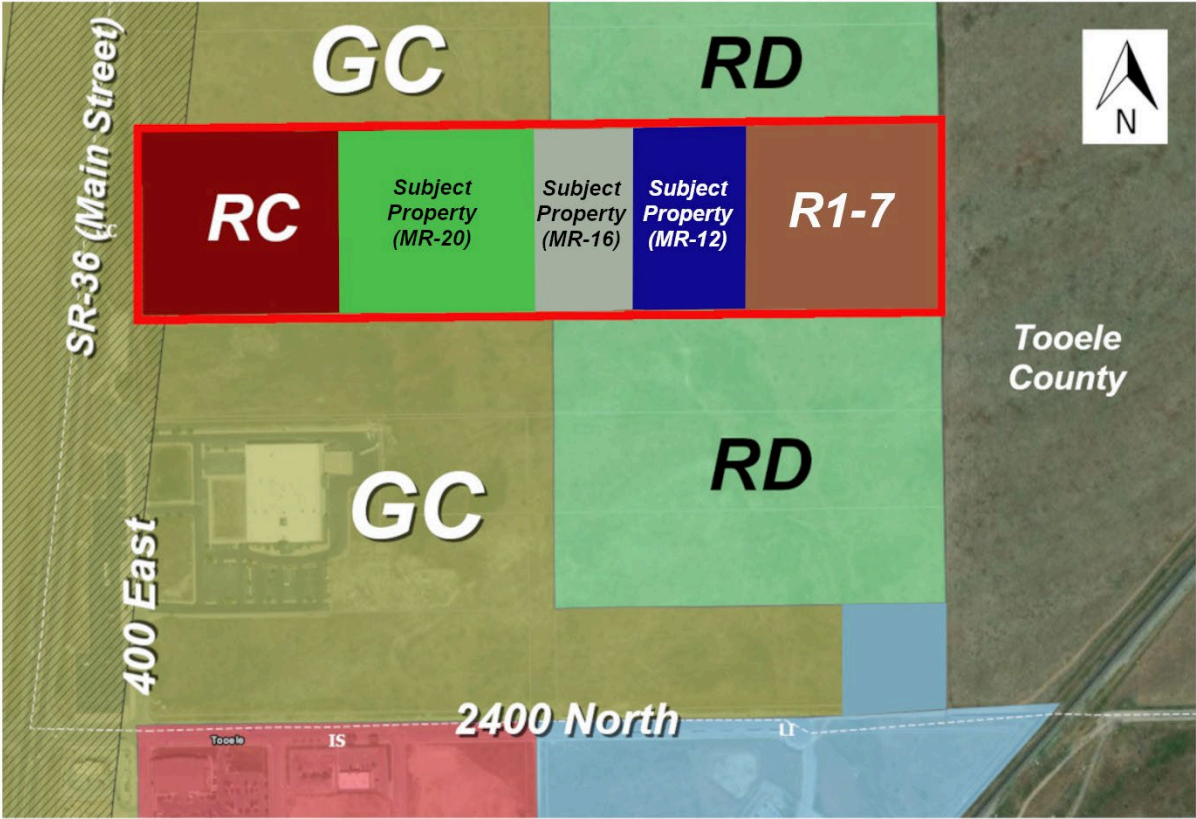 GC
RD
N
SR-36 (Main Street)
RC
Subject
Property
(MR-20)
Subject
Property
(MR-16)
Subject
Property
(MR-12)
R1-7
Tooele
County
GC
RD
400 East
2400 North
Tooele
IS
LI